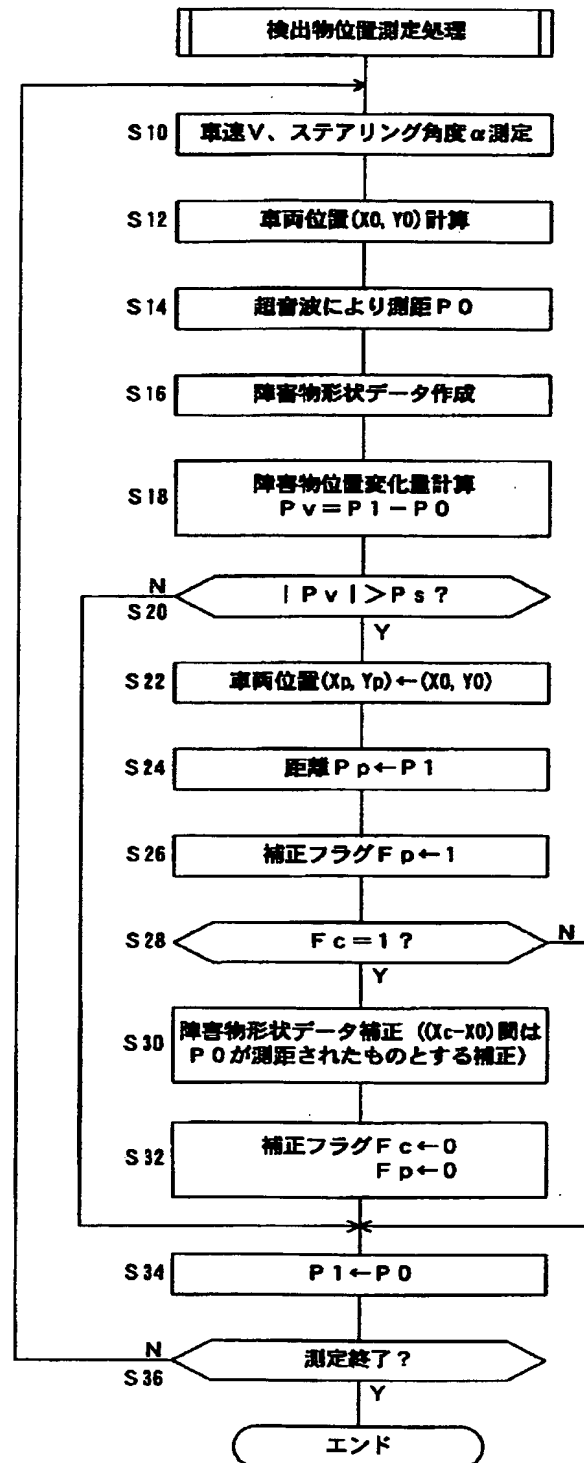 検出物位置測定処理
S10 車速V、ステアリング角度α測定
S12 車両位置(X0, Y0)計算
S14 超音波により測距P0
S16 障害物形状データ作成
S18 障害物位置変化量計算
Pv=P1-P0
N
S20 |Pv|>Ps?
Y
S22 車両位置(Xp, Yp)←(X0, Y0)
S24 距離Pp←P1
S26 補正フラグFp←1
S28 Fc=1? N
Y
S30 障害物形状データ補正 ((Xc-X0)間は
P0が測距されたものとする補正)
S32 補正フラグFc←0
Fp←0
S34 P1←P0
N
S36 測定終了?
Y
エンド